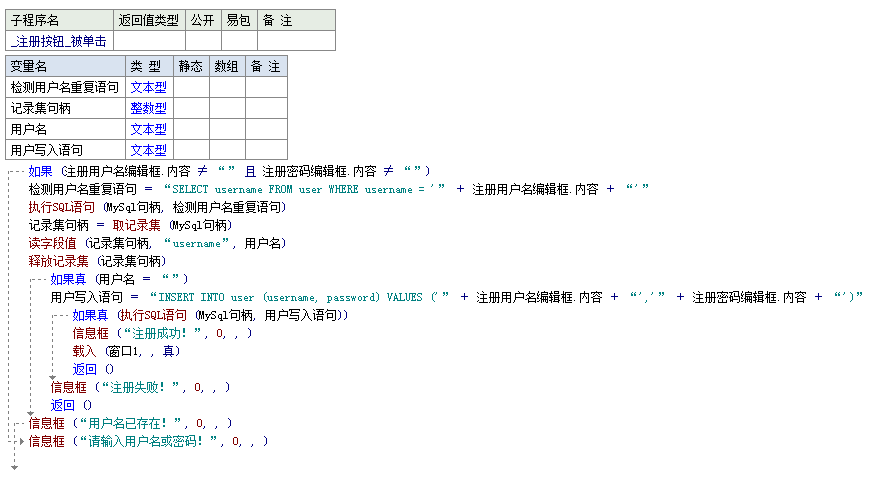 子程序名 返回值类型 公开 易包 备 注
_注册按钮_被单击
变量名 类 型 静态 数组 备 注
检测用户名重复语句 文本型
记录集句柄 整数型
用户名 文本型
用户写入语句 文本型
如果 (注册用户名编辑框.内容 ≠ “” 且 注册密码编辑框.内容 ≠ “”)
检测用户名重复语句 = “SELECT username FROM user WHERE username = '” + 注册用户名编辑框.内容 + “'”
执行SQL语句 (MySql句柄, 检测用户名重复语句)
记录集句柄 = 取记录集 (MySql句柄)
读字段值 (记录集句柄, “username”, 用户名)
释放记录集 (记录集句柄)
如果真 (用户名 = “”)
用户写入语句 = “INSERT INTO user (username, password) VALUES ('” + 注册用户名编辑框.内容 + “','” + 注册密码编辑框.内容 + “')”
如果真 (执行SQL语句 (MySql句柄, 用户写入语句))
信息框 (“注册成功！”, 0, , )
载入 (窗口1, , 真)
返回 ()
信息框 (“注册失败！”, 0, , )
返回 ()
信息框 (“用户名已存在！”, 0, , )
信息框 (“请输入用户名或密码！”, 0, , )